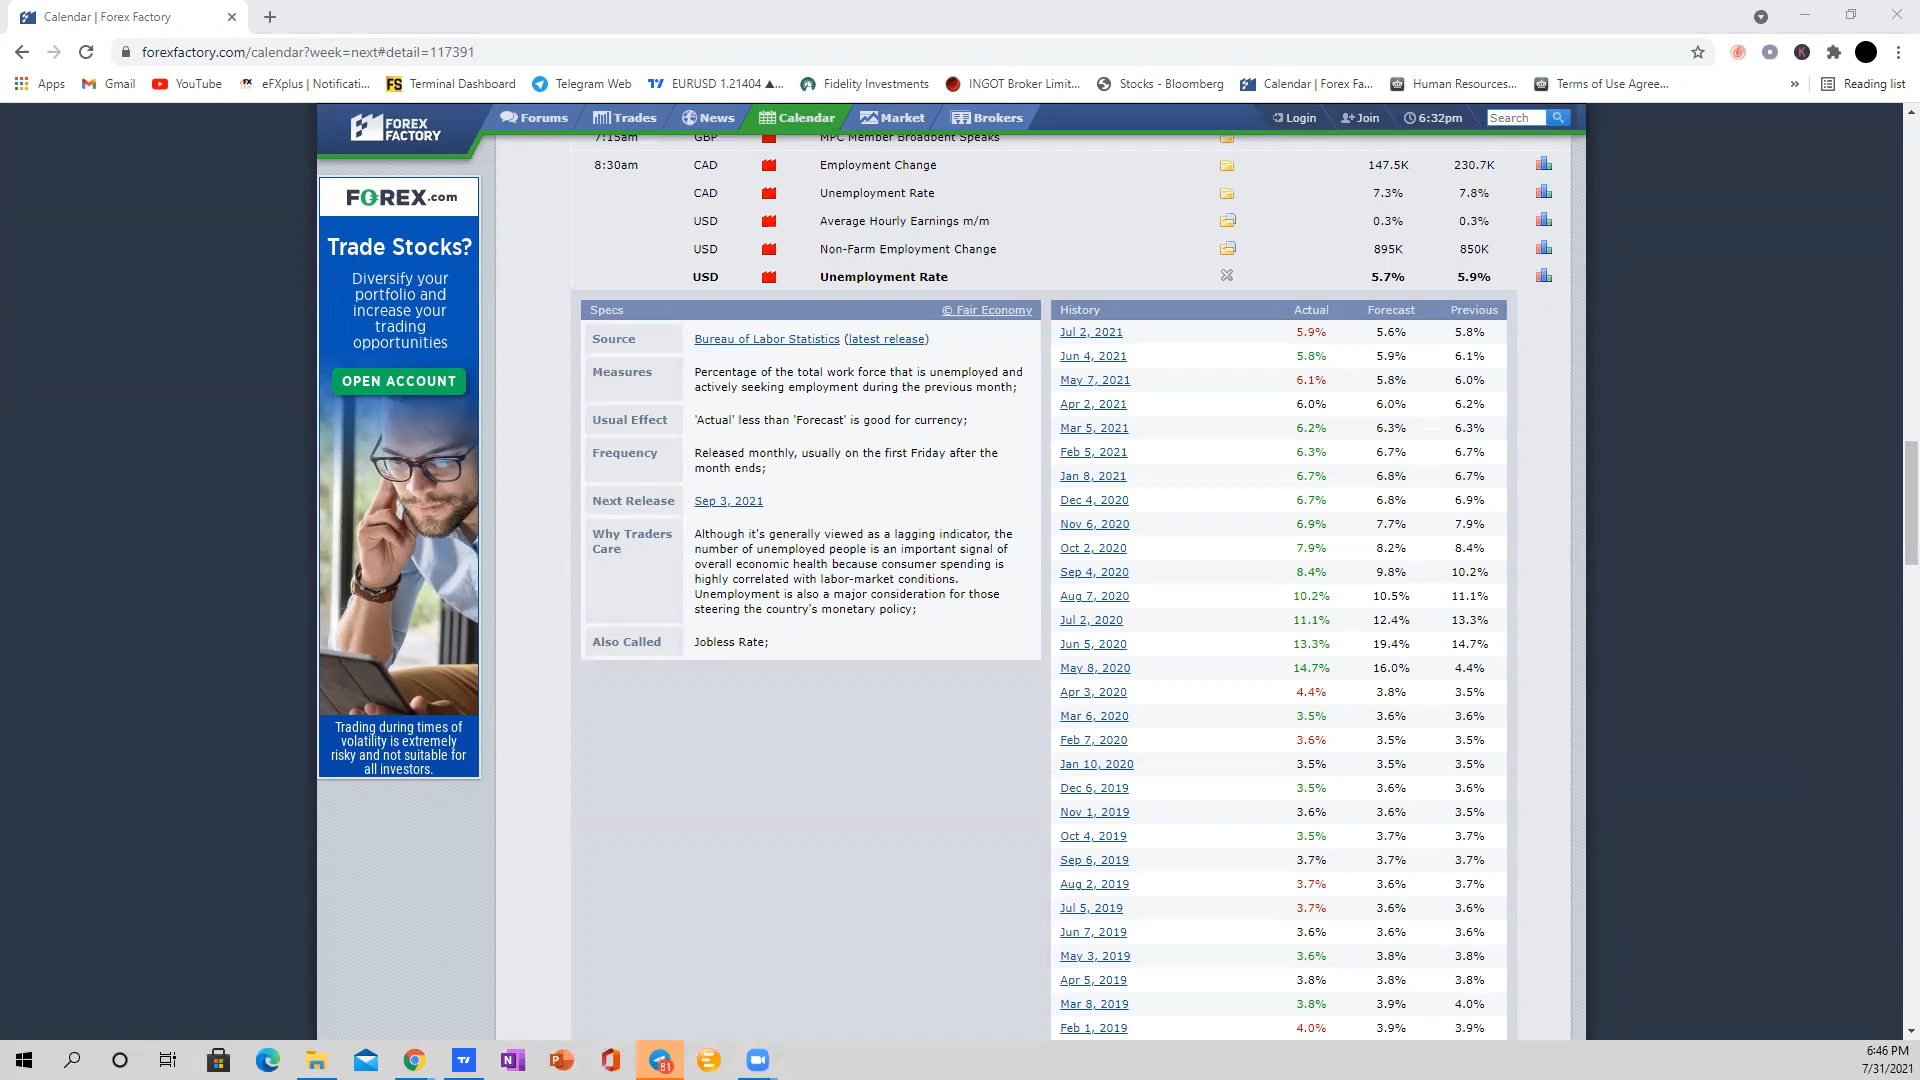 Calendar | Forex Factory
forexfactory.com/calendar?week=next#detail=117391
Apps Gmail YouTube eFXplus | Notificati... Terminal Dashboard Telegram Web EURUSD 1.21404 ▲... Fidelity Investments INGOT Broker Limit... Stocks - Bloomberg Calendar | Forex Fa... Human Resources... Terms of Use Agree... » Reading list
FOREX FACTORY
Forums Trades News Calendar Market Brokers Login Join 6:32pm Search
7:15am GBP MPC Member Broadbent Speaks
8:30am CAD Employment Change 147.5K 230.7K
CAD Unemployment Rate 7.3% 7.8%
USD Average Hourly Earnings m/m 0.3% 0.3%
USD Non-Farm Employment Change 895K 850K
USD Unemployment Rate 5.7% 5.9%
FOREX.com
Trade Stocks?
Diversify your
portfolio and
increase your
trading
opportunities
OPEN ACCOUNT
Trading during times of
volatility is extremely
risky and not suitable for
all investors.
Specs © Fair Economy
Source Bureau of Labor Statistics (latest release)
Measures Percentage of the total work force that is unemployed and
actively seeking employment during the previous month;
Usual Effect 'Actual' less than 'Forecast' is good for currency;
Frequency Released monthly, usually on the first Friday after the
month ends;
Next Release Sep 3, 2021
Why Traders Care Although it's generally viewed as a lagging indicator, the
number of unemployed people is an important signal of
overall economic health because consumer spending is
highly correlated with labor-market conditions.
Unemployment is also a major consideration for those
steering the country's monetary policy;
Also Called Jobless Rate;
History Actual Forecast Previous
Jul 2, 2021 5.9% 5.6% 5.8%
Jun 4, 2021 5.8% 5.9% 6.1%
May 7, 2021 6.1% 5.8% 6.0%
Apr 2, 2021 6.0% 6.0% 6.2%
Mar 5, 2021 6.2% 6.3% 6.3%
Feb 5, 2021 6.3% 6.7% 6.7%
Jan 8, 2021 6.7% 6.8% 6.7%
Dec 4, 2020 6.7% 6.8% 6.9%
Nov 6, 2020 6.9% 7.7% 7.9%
Oct 2, 2020 7.9% 8.2% 8.4%
Sep 4, 2020 8.4% 9.8% 10.2%
Aug 7, 2020 10.2% 10.5% 11.1%
Jul 2, 2020 11.1% 12.4% 13.3%
Jun 5, 2020 13.3% 19.4% 14.7%
May 8, 2020 14.7% 16.0% 4.4%
Apr 3, 2020 4.4% 3.8% 3.5%
Mar 6, 2020 3.5% 3.6% 3.6%
Feb 7, 2020 3.6% 3.5% 3.5%
Jan 10, 2020 3.5% 3.5% 3.5%
Dec 6, 2019 3.5% 3.6% 3.6%
Nov 1, 2019 3.6% 3.6% 3.5%
Oct 4, 2019 3.5% 3.7% 3.7%
Sep 6, 2019 3.7% 3.7% 3.7%
Aug 2, 2019 3.7% 3.6% 3.7%
Jul 5, 2019 3.7% 3.6% 3.6%
Jun 7, 2019 3.6% 3.6% 3.6%
May 3, 2019 3.6% 3.8% 3.8%
Apr 5, 2019 3.8% 3.8% 3.8%
Mar 8, 2019 3.8% 3.9% 4.0%
Feb 1, 2019 4.0% 3.9% 3.9%
81
6:46 PM
7/31/2021